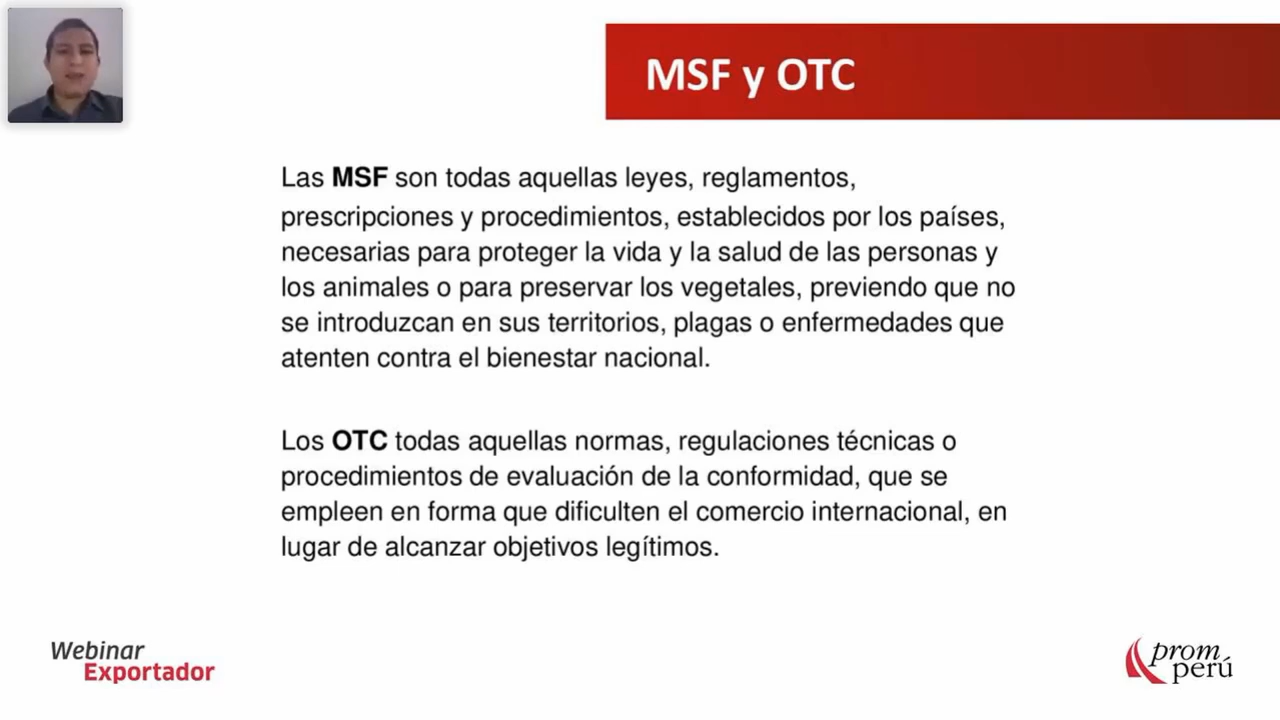 MSF y OTC
Las MSF son todas aquellas leyes, reglamentos,
prescripciones y procedimientos, establecidos por los países,
necesarias para proteger la vida y la salud de las personas y
los animales o para preservar los vegetales, previendo que no
se introduzcan en sus territorios, plagas o enfermedades que
atenten contra el bienestar nacional.
Los OTC todas aquellas normas, regulaciones técnicas o
procedimientos de evaluación de la conformidad, que se
empleen en forma que dificulten el comercio internacional, en
lugar de alcanzar objetivos legítimos.
Webinar
Exportador
prom
perú